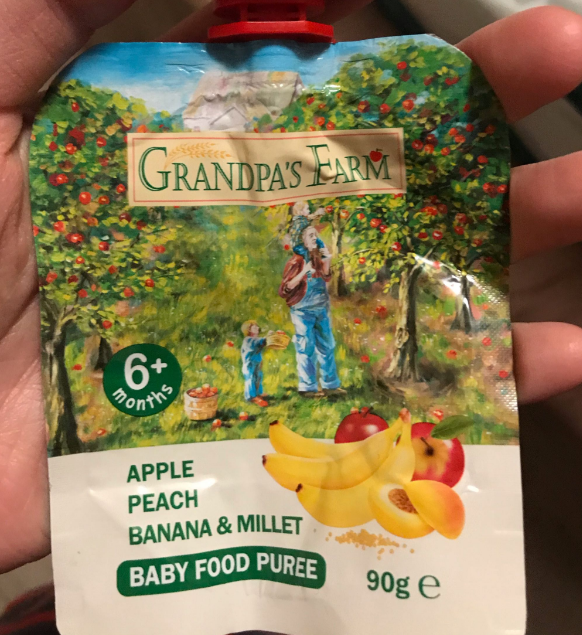 GRANDPA'S FARM
6+
months
APPLE
PEACH
BANANA & MILLET
BABY FOOD PUREE
90g ℮